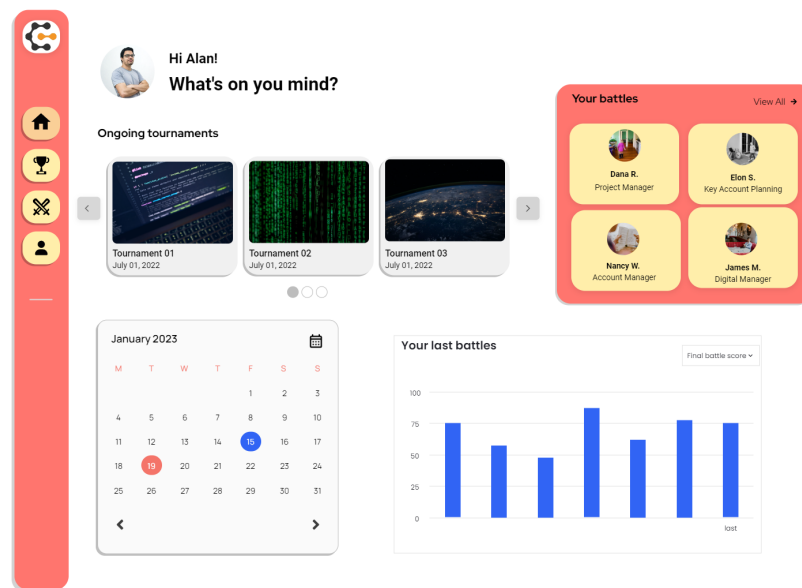 Hi Alan!
What's on you mind?
Your battles
View All →
Ongoing tournaments
Dana R.
Project Manager
Elon S.
Key Account Planning
Nancy W.
Account Manager
James M.
Digital Manager
Tournament 01
July 01, 2022
Tournament 02
July 01, 2022
Tournament 03
July 01, 2022
January 2023
M T W T F S S
1 2 3
4 5 6 7 8 9 10
11 12 13 14 15 16 17
18 19 20 21 22 23 24
25 26 27 28 29 30 31
Your last battles
Final battle score
100
75
50
25
0
last